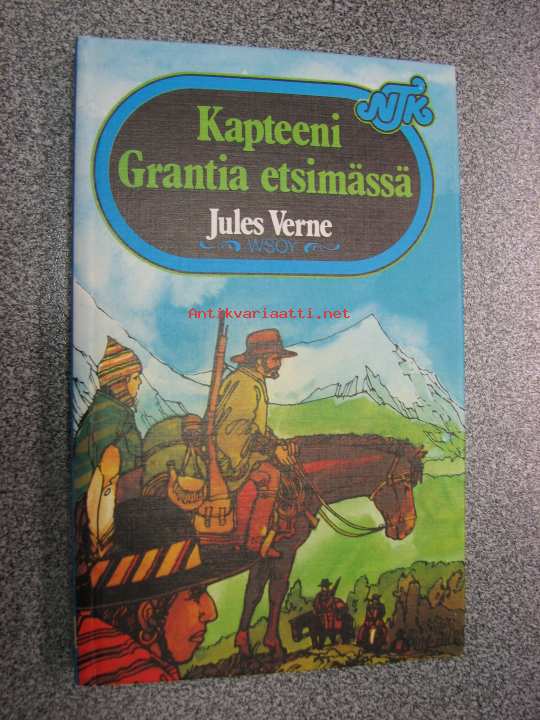 NTK
Kapteeni
Grantia etsimässä
Jules Verne
WSOY
Antikvariaatti.net